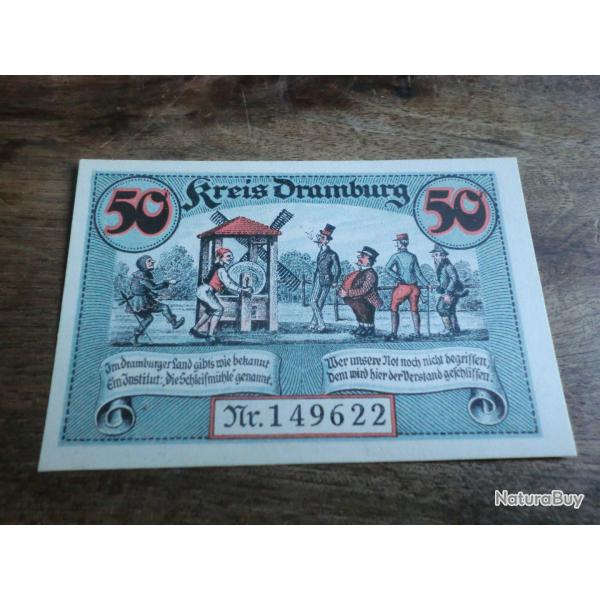 50 Kreis Dramburg 50
Im Dramburger Land gibts wie bekannt
Ein Institut: „die Schleifmühle“ genannt.
Wer unsere Not noch nicht begriffen,
Dem wird hier der Verstand geschliffen.
Nr. 149622
NaturaBuy